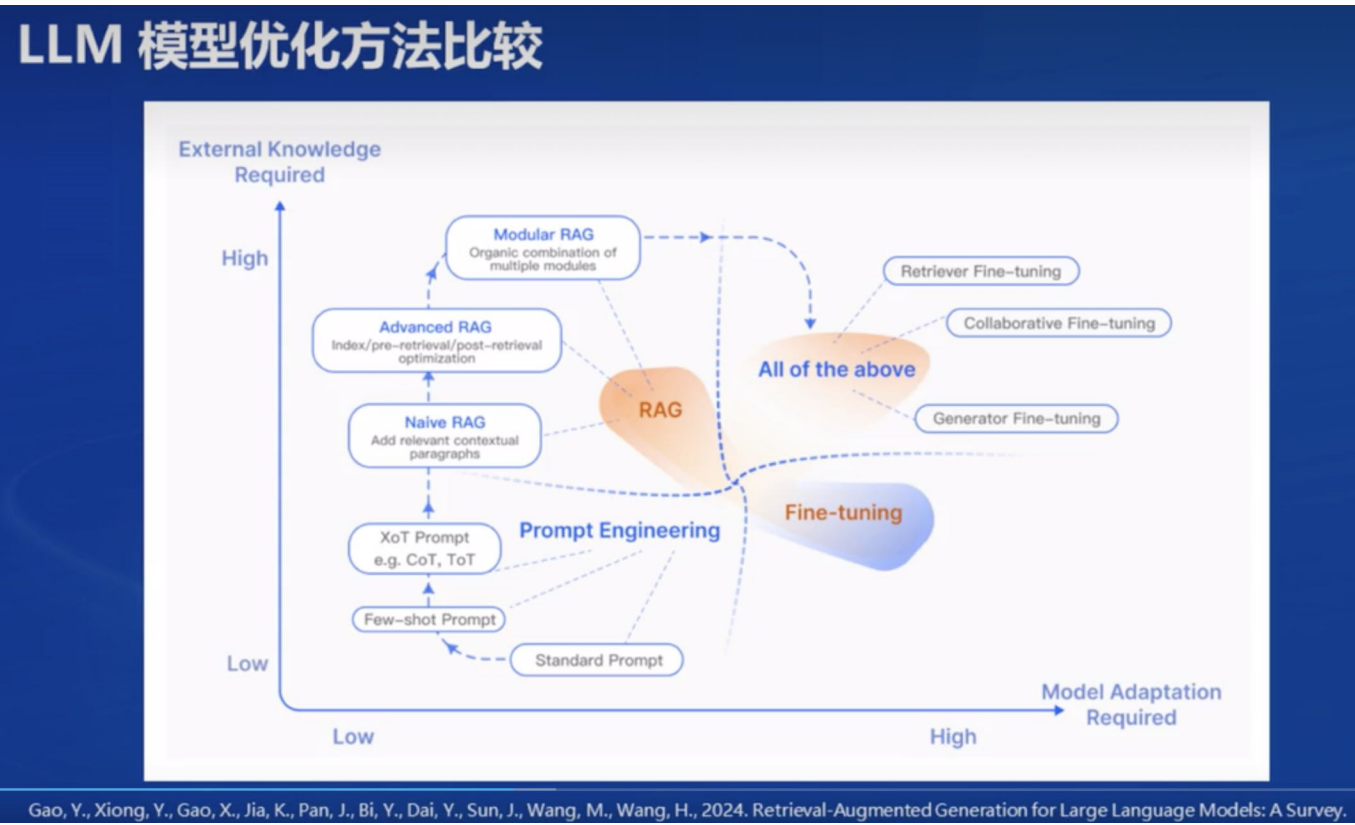 LLM 模型优化方法比较
External Knowledge
Required
High
Modular RAG
Organic combination of
multiple modules
Retriever Fine-tuning
Collaborative Fine-tuning
Advanced RAG
Index/pre-retrieval/post-retrieval
optimization
All of the above
RAG
Naive RAG
Add relevant contextual
paragraphs
Generator Fine-tuning
Fine-tuning
Prompt Engineering
XoT Prompt
e.g. CoT, ToT
Few-shot Prompt
Standard Prompt
Low
Model Adaptation
Required
Low
High
Gao, Y., Xiong, Y., Gao, X., Jia, K., Pan, J., Bi, Y., Dai, Y., Sun, J., Wang, M., Wang, H., 2024. Retrieval-Augmented Generation for Large Language Models: A Survey.